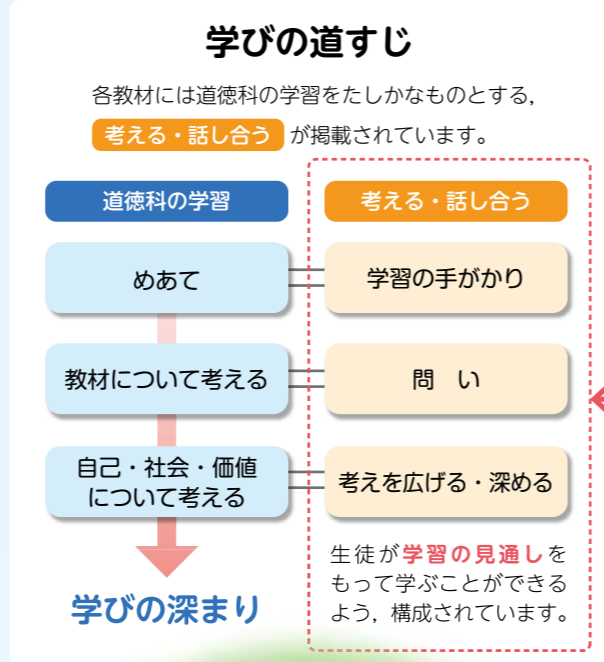 学びの道すじ
各教材には道徳科の学習をたしかなものとする，
考える・話し合う が掲載されています。
道徳科の学習
考える・話し合う
めあて
学習の手がかり
教材について考える
問　い
自己・社会・価値
について考える
考えを広げる・深める
学びの深まり
生徒が学習の見通しを
もって学ぶことができる
よう，構成されています。